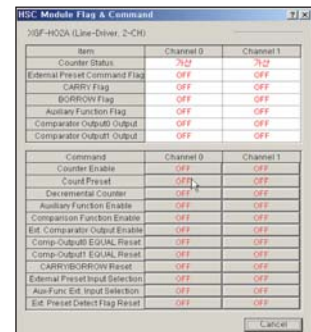 HSC Module Flag & Command
XGF-HO2A (Line-Driver, 2-CH)
Item Channel 0 Channel 1
Counter Status 가산 가산
External Preset Command Flag OFF OFF
CARRY Flag OFF OFF
BORROW Flag OFF OFF
Auxiliary Function Flag OFF OFF
Comparator Output0 Output OFF OFF
Comparator Output1 Output OFF OFF
Command Channel 0 Channel 1
Counter Enable OFF OFF
Count Preset OFF OFF
Decremental Counter OFF OFF
Auxiliary Function Enable OFF OFF
Comparison Function Enable OFF OFF
Ext. Comparator Output Enable OFF OFF
Comp-Output0 EQUAL Reset OFF OFF
Comp-Output1 EQUAL Reset OFF OFF
CARRY/BORROW Reset OFF OFF
External Preset Input Selection OFF OFF
Aux-Func Ext. Input Selection OFF OFF
Ext. Preset Detect Flag Reset OFF OFF
Cancel